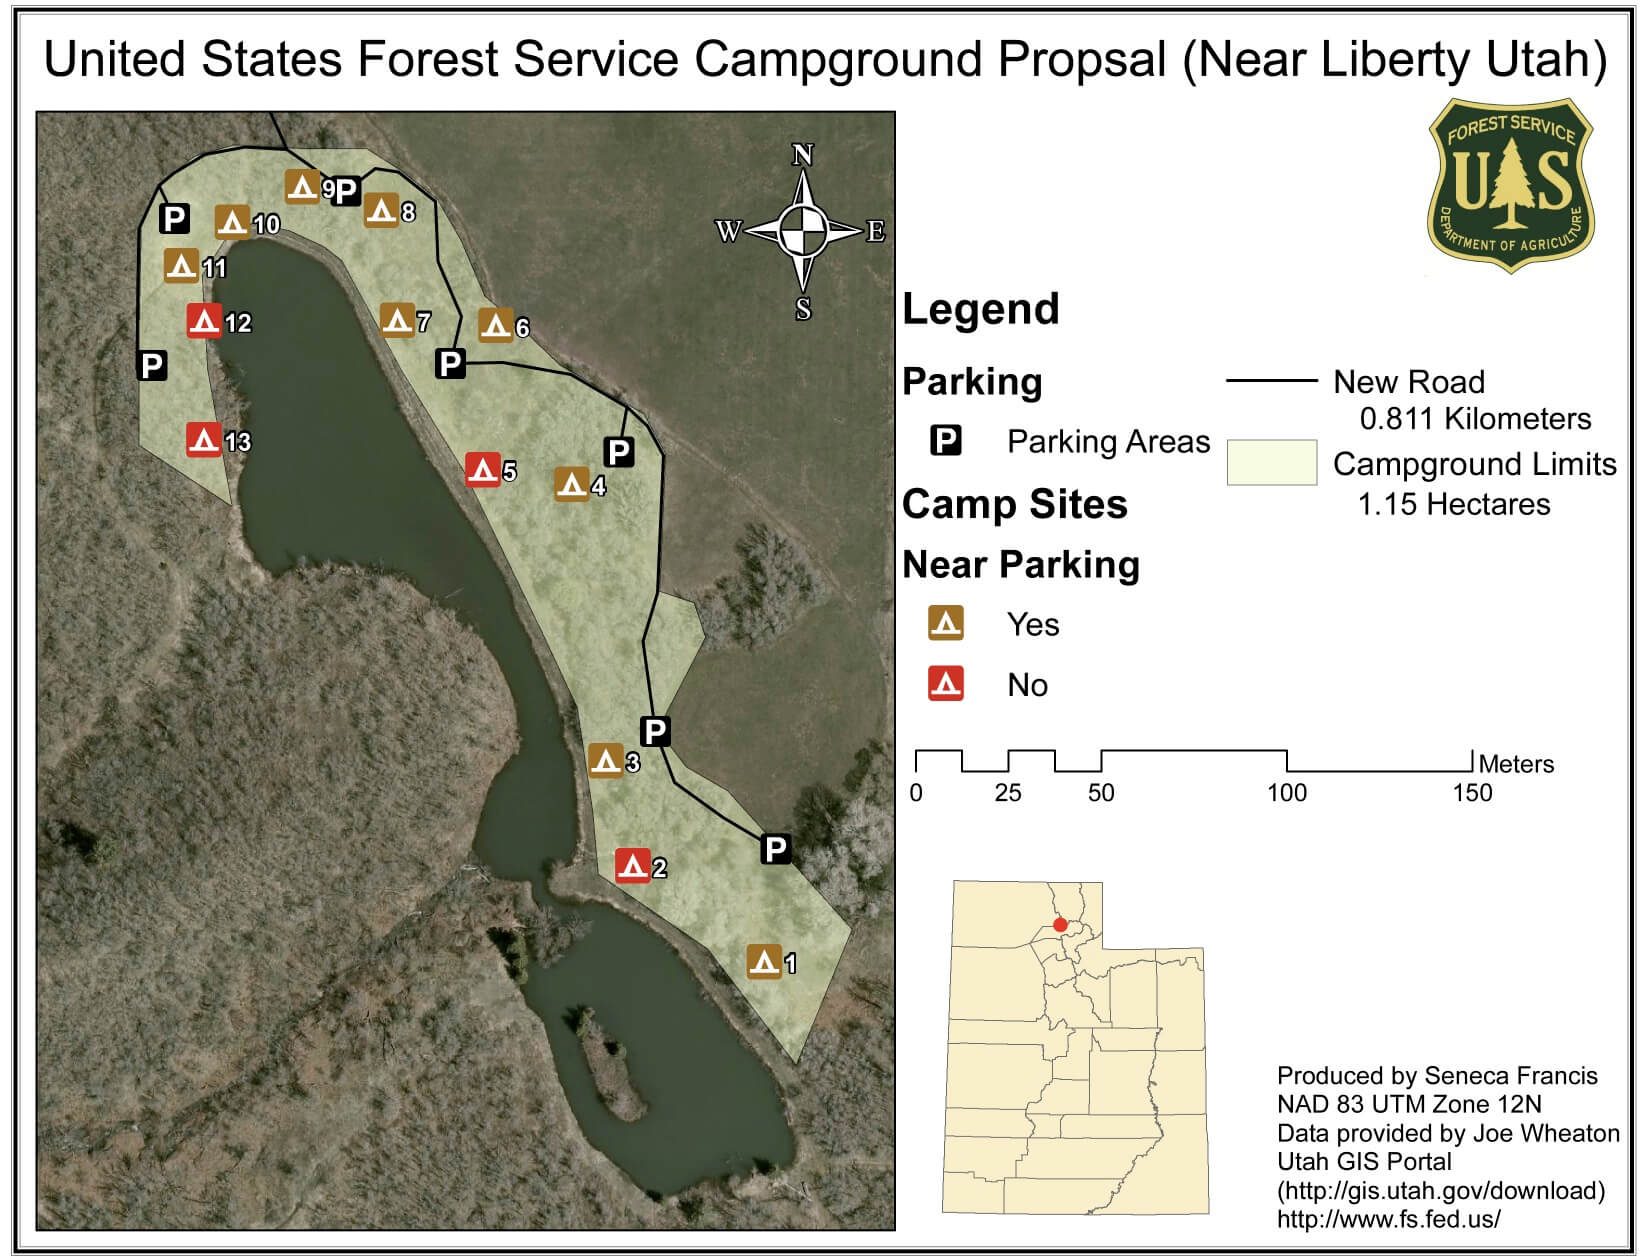 United States Forest Service Campground Propsal (Near Liberty Utah)
FOREST SERVICE
U S
DEPARTMENT OF AGRICULTURE
N
W E
S
9 P
P
10
8
11
12
7
6
P
P
P
13
5
4
P
3
2
P
1
Legend
Parking
P Parking Areas
New Road
0.811 Kilometers
Campground Limits
1.15 Hectares
Camp Sites
Near Parking
Yes
No
Meters
0 25 50 100 150
Produced by Seneca Francis
NAD 83 UTM Zone 12N
Data provided by Joe Wheaton
Utah GIS Portal
(http://gis.utah.gov/download)
http://www.fs.fed.us/